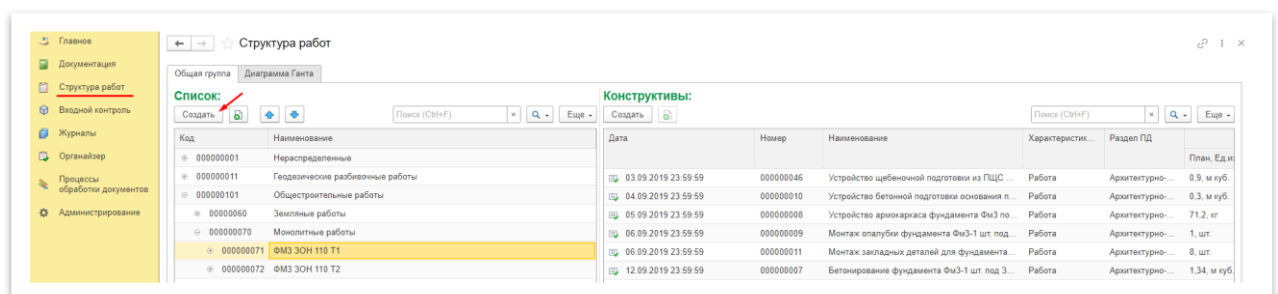 Главное
Документация
Структура работ
Входной контроль
Журналы
Органайзер
Процессы
обработки документов
Администрирование
Структура работ
Общая группа Диаграмма Ганта
Список:
Создать Поиск (Ctrl+F) × Еще
Код Наименование
000000001 Нераспределенные
000000011 Геодезические разбивочные работы
000000101 Общестроительные работы
00000060 Земляные работы
000000070 Монолитные работы
000000071 ФМЗ ЗОН 110 Т1
000000072 ФМЗ ЗОН 110 Т2
Конструктивы:
Создать Поиск (Ctrl+F) × Еще
Дата Номер Наименование Характеристик... Раздел ПД
План, Ед.из
03.09.2019 23:59:59 000000046 Устройство щебеночной подготовки из ПЩС ... Работа Архитектурно-... 0,9, м куб.
04.09.2019 23:59:59 000000010 Устройство бетонной подготовки основания п... Работа Архитектурно-... 0,3, м куб.
05.09.2019 23:59:59 000000008 Устройство армокаркаса фундамента Фм3 по... Работа Архитектурно-... 71,2, кг
06.09.2019 23:59:59 000000009 Монтаж опалубки фундамента Фм3-1 шт. под... Работа Архитектурно-... 1, шт.
06.09.2019 23:59:59 000000011 Монтаж закладных деталей для фундамента... Работа Архитектурно-... 8, шт.
12.09.2019 23:59:59 000000007 Бетонирование фундамента Фм3-1 шт. под З... Работа Архитектурно-... 1,34, м куб.